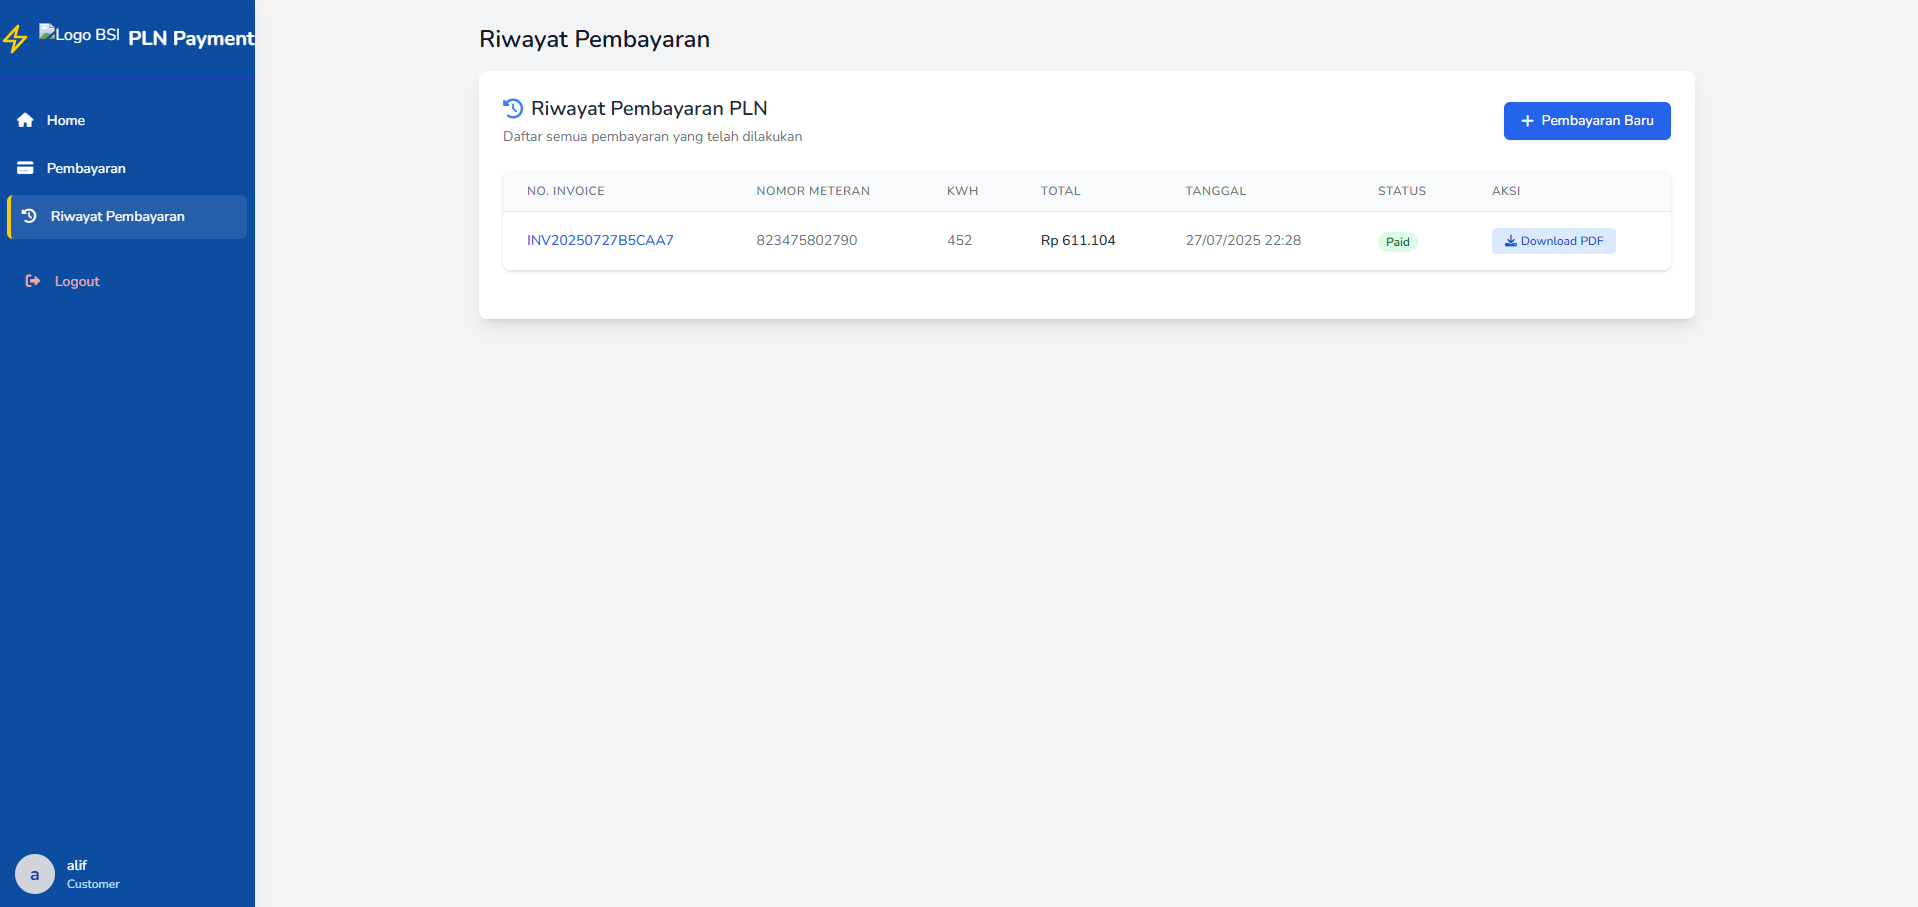 Logo BSI PLN Payment
Home
Pembayaran
Riwayat Pembayaran
Logout
alif
Customer
a
Riwayat Pembayaran
Riwayat Pembayaran PLN
Daftar semua pembayaran yang telah dilakukan
+ Pembayaran Baru
NO. INVOICE NOMOR METERAN KWH TOTAL TANGGAL STATUS AKSI
INV20250727B5CAA7 823475802790 452 Rp 611.104 27/07/2025 22:28 Paid Download PDF